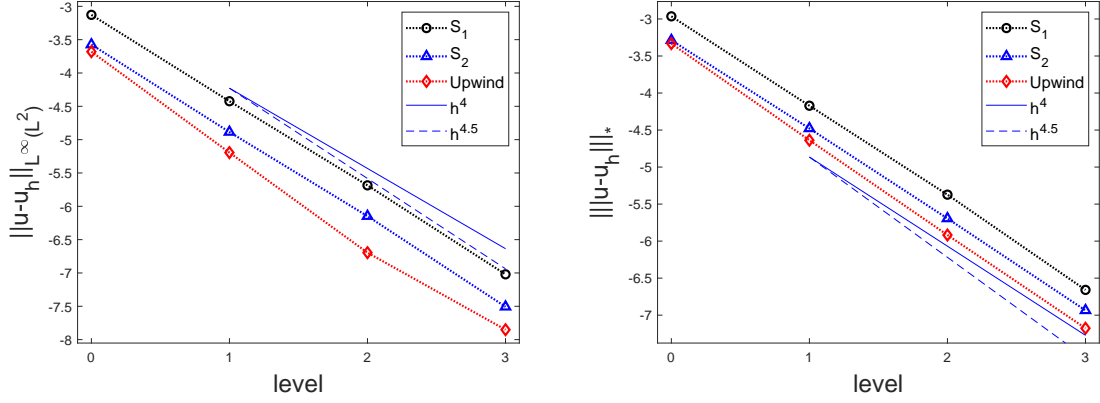 -3
-3.5
-4
-4.5
-5
-5.5
-6
-6.5
-7
-7.5
-8
||u-u_h||_{L^∞(L^2)}
0
1
2
3
level
S_1
S_2
Upwind
h^4
h^{4.5}
-3
-3.5
-4
-4.5
-5
-5.5
-6
-6.5
-7
|||u-u_h|||_*
0
1
2
3
level
S_1
S_2
Upwind
h^4
h^{4.5}